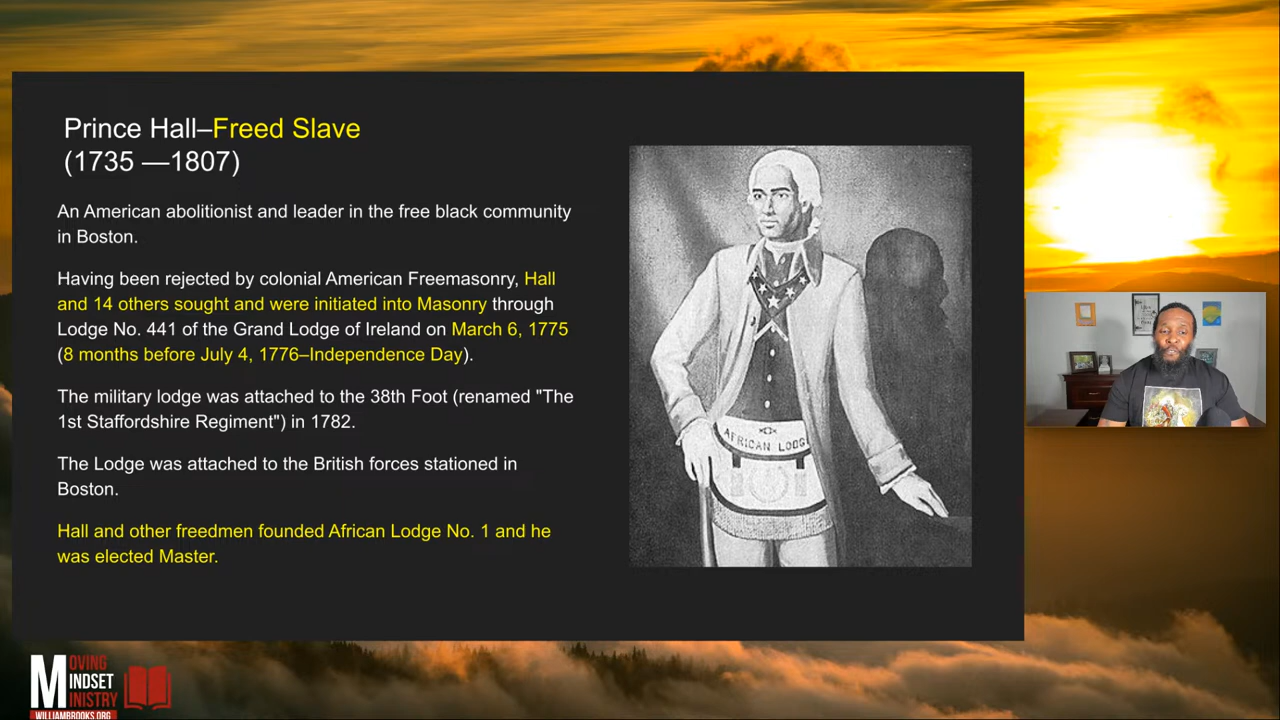 Prince Hall–Freed Slave
(1735 —1807)
An American abolitionist and leader in the free black community
in Boston.
Having been rejected by colonial American Freemasonry, Hall
and 14 others sought and were initiated into Masonry through
Lodge No. 441 of the Grand Lodge of Ireland on March 6, 1775
(8 months before July 4, 1776–Independence Day).
The military lodge was attached to the 38th Foot (renamed "The
1st Staffordshire Regiment") in 1782.
The Lodge was attached to the British forces stationed in
Boston.
Hall and other freedmen founded African Lodge No. 1 and he
was elected Master.
AFRICAN LODG
MOVING
MINDSET
MINISTRY
WILLIAMBROOKS.ORG